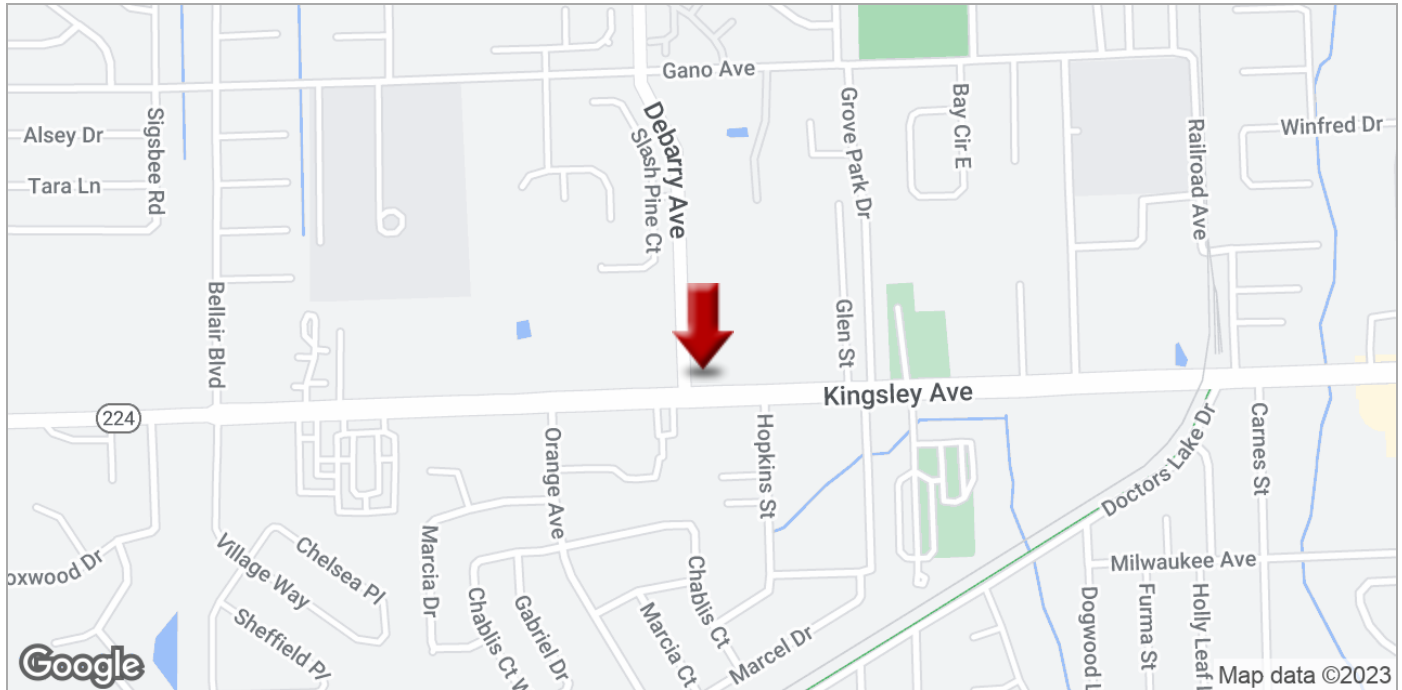 Gano Ave
Alsey Dr
Tara Ln
Sigsbee Rd
Debarry Ave
Slash Pine Ct
Grove Park Dr
Bay Cir E
Railroad Ave
Winfred Dr
Bellair Blvd
Glen St
Kingsley Ave
224
Orange Ave
Hopkins St
Doctors Lake Dr
Carnes St
oxwood Dr
Village Way
Chelsea Pl
Sheffield Pl
Marcia Dr
Chablis Ct W
Gabriel Dr
Marcia Ct
Chablis Ct
Marcel Dr
Milwaukee Ave
Dogwood L
Furma St
Holly Leaf L
Google
Map data ©2023